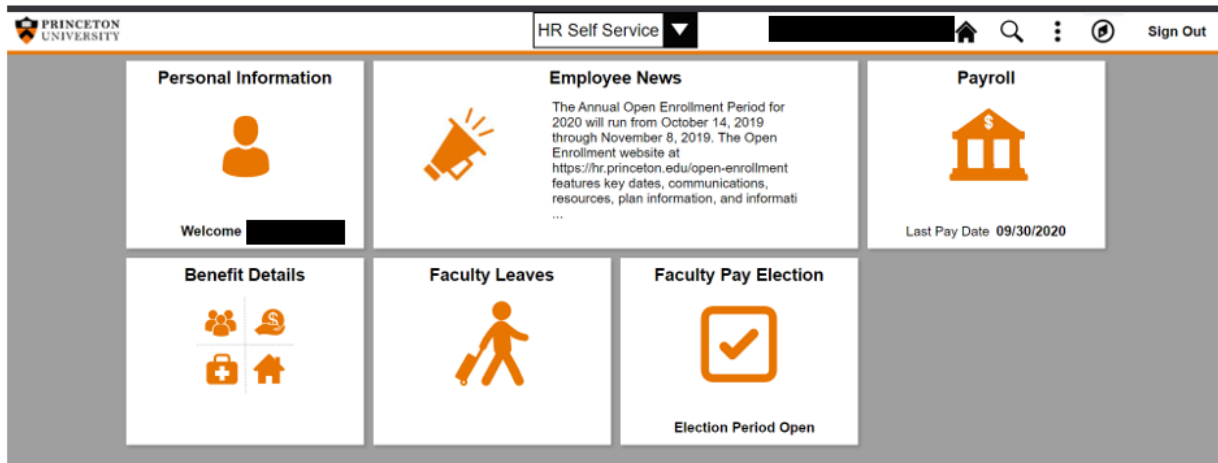 PRINCETON
UNIVERSITY
HR Self Service
Sign Out
Personal Information
Welcome
Employee News
The Annual Open Enrollment Period for
2020 will run from October 14, 2019
through November 8, 2019. The Open
Enrollment website at
https://hr.princeton.edu/open-enrollment
features key dates, communications,
resources, plan information, and informati
...
Payroll
$
Last Pay Date 09/30/2020
Benefit Details
$
Faculty Leaves
Faculty Pay Election
Election Period Open